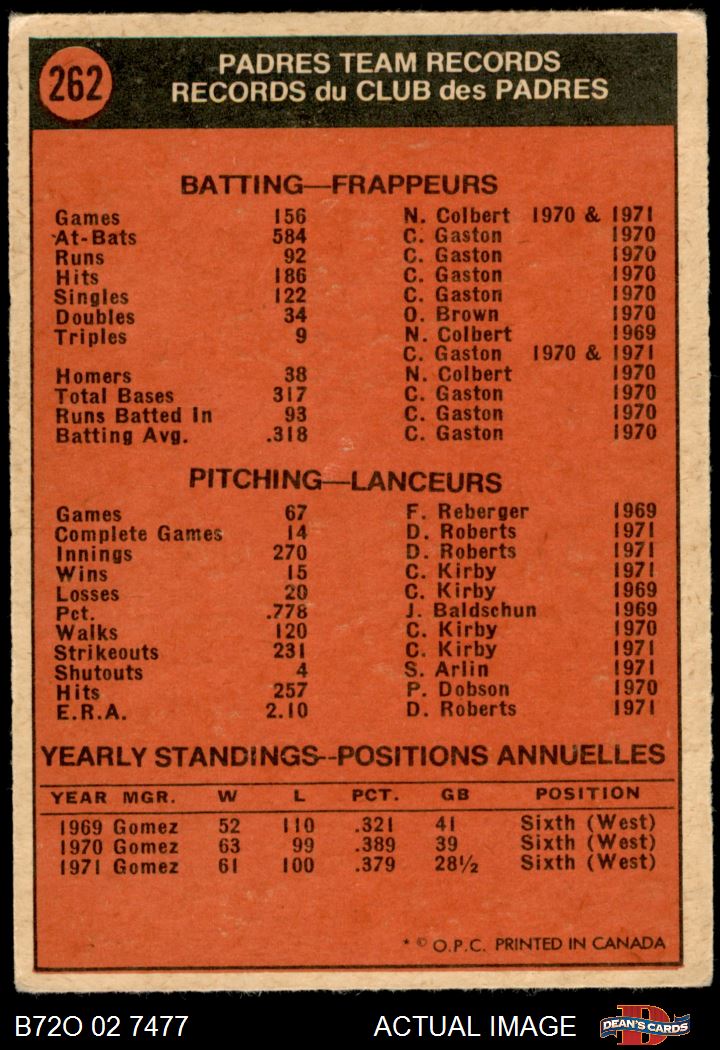 262
PADRES TEAM RECORDS
RECORDS du CLUB des PADRES
BATTING—FRAPPEURS
Games 156 N. Colbert 1970 & 1971
At-Bats 584 C. Gaston 1970
Runs 92 C. Gaston 1970
Hits 186 C. Gaston 1970
Singles 122 C. Gaston 1970
Doubles 34 O. Brown 1970
Triples 9 N. Colbert 1969
C. Gaston 1970 & 1971
Homers 38 N. Colbert 1970
Total Bases 317 C. Gaston 1970
Runs Batted In 93 C. Gaston 1970
Batting Avg. .318 C. Gaston 1970
PITCHING—LANCEURS
Games 67 F. Reberger 1969
Complete Games 14 D. Roberts 1971
Innings 270 D. Roberts 1971
Wins 15 C. Kirby 1971
Losses 20 C. Kirby 1969
Pct. .778 J. Baldschun 1969
Walks 120 C. Kirby 1970
Strikeouts 231 C. Kirby 1971
Shutouts 4 S. Arlin 1971
Hits 257 P. Dobson 1970
E.R.A. 2.10 D. Roberts 1971
YEARLY STANDINGS--POSITIONS ANNUELLES
YEAR MGR. W L PCT. GB POSITION
1969 Gomez 52 110 .321 41 Sixth (West)
1970 Gomez 63 99 .389 39 Sixth (West)
1971 Gomez 61 100 .379 28½ Sixth (West)
* © O.P.C. PRINTED IN CANADA
B72O 02 7477 ACTUAL IMAGE DEAN'S CARDS